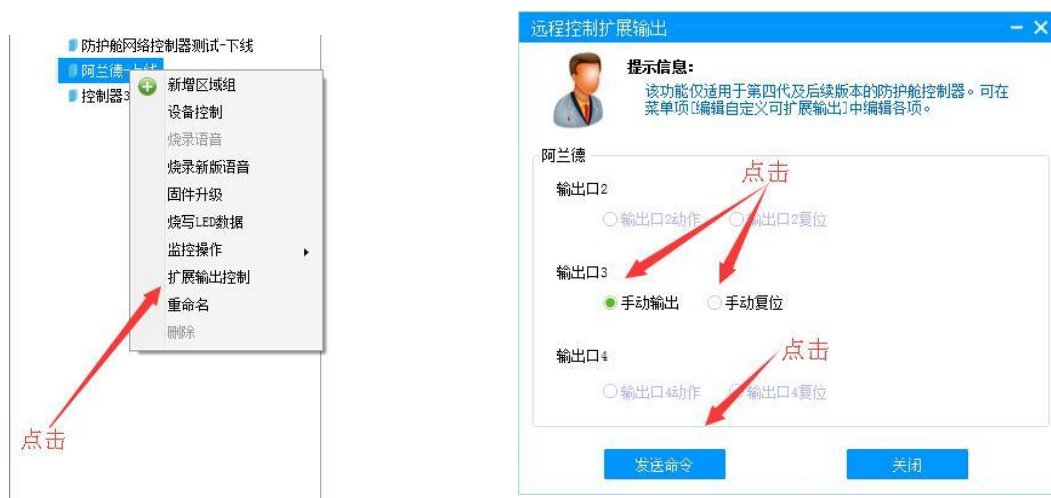 防护舱网络控制器测试-下线
阿兰德-上线
控制器3
新增区域组
设备控制
烧录语音
烧录新版语音
固件升级
烧写LED数据
监控操作
扩展输出控制
重命名
删除
点击
远程控制扩展输出
提示信息:
该功能仅适用于第四代及后续版本的防护舱控制器。可在
菜单项[编辑自定义可扩展输出]中编辑各项。
阿兰德
点击
输出口2
输出口2动作 输出口2复位
输出口3
手动输出 手动复位
输出口4
点击
输出口4动作 输出口4复位
发送命令 关闭